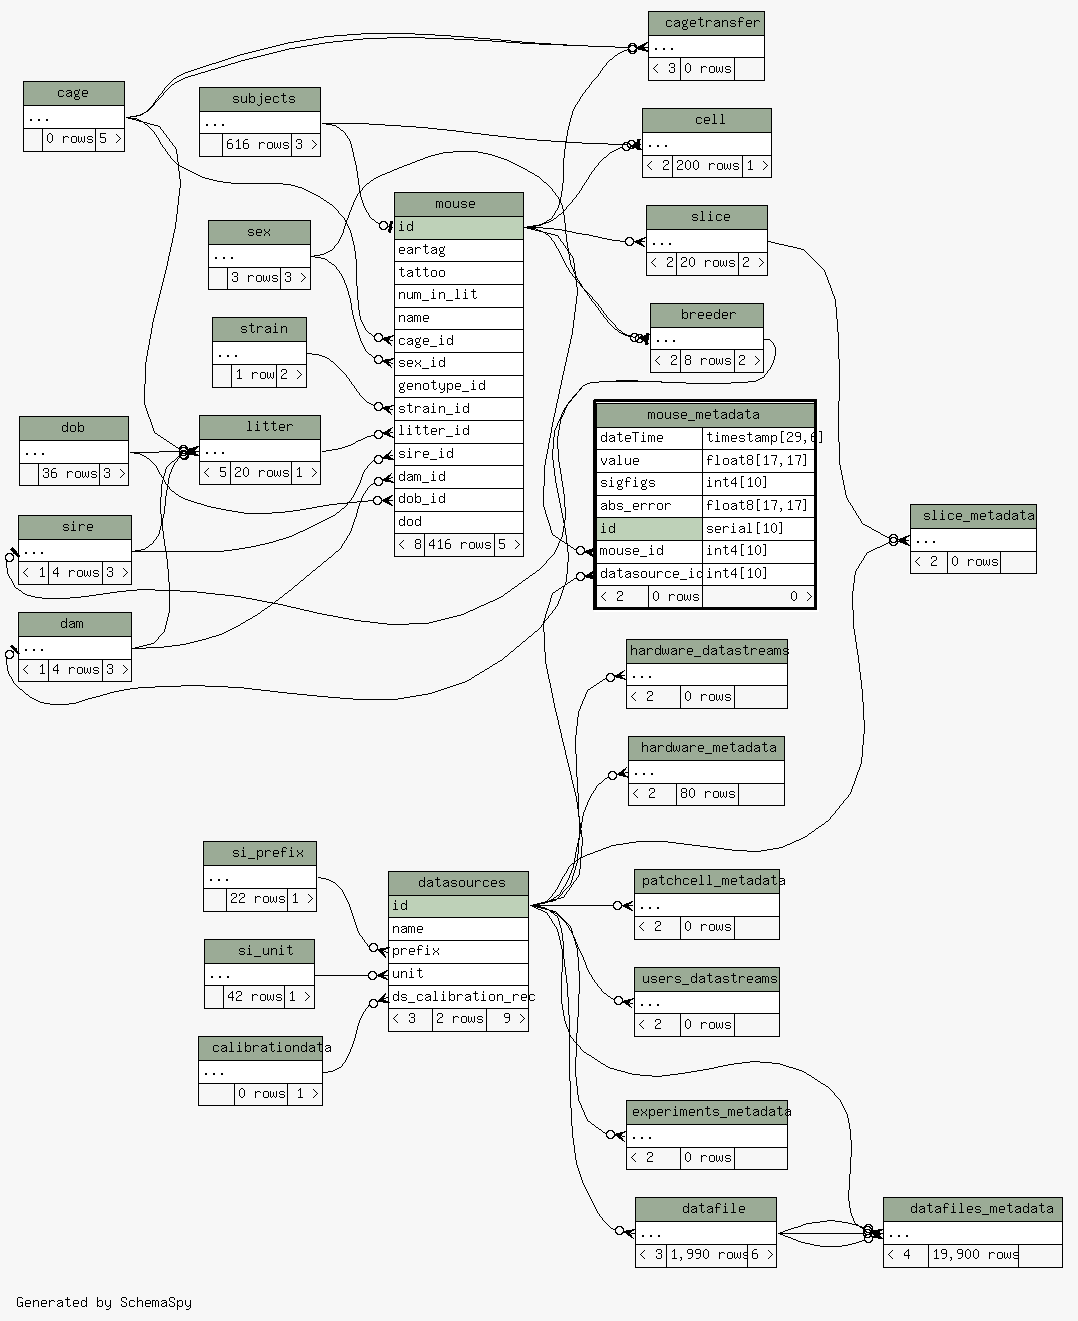 cagetransfer
...
< 3 0 rows
cage
...
0 rows 5 >
subjects
...
616 rows 3 >
cell
...
< 2 200 rows 1 >
mouse
id
eartag
tattoo
num_in_lit
name
cage_id
sex_id
genotype_id
strain_id
litter_id
sire_id
dam_id
dob_id
dod
< 8 416 rows 5 >
slice
...
< 2 20 rows 2 >
sex
...
3 rows 3 >
breeder
...
< 2 8 rows 2 >
strain
...
1 row 2 >
mouse_metadata
dateTime timestamp[29,6]
value float8[17,17]
sigfigs int4[10]
abs_error float8[17,17]
id serial[10]
mouse_id int4[10]
datasource_id int4[10]
< 2 0 rows 0 >
dob
...
36 rows 3 >
litter
...
< 5 20 rows 1 >
slice_metadata
...
< 2 0 rows
sire
...
< 1 4 rows 3 >
dam
...
< 1 4 rows 3 >
hardware_datastreams
...
< 2 0 rows
hardware_metadata
...
< 2 80 rows
si_prefix
...
22 rows 1 >
datasources
id
name
prefix
unit
ds_calibration_rec
< 3 2 rows 9 >
patchcell_metadata
...
< 2 0 rows
si_unit
...
42 rows 1 >
users_datastreams
...
< 2 0 rows
calibrationdata
...
0 rows 1 >
experiments_metadata
...
< 2 0 rows
datafile
...
< 3 1,990 rows 6 >
datafiles_metadata
...
< 4 19,900 rows
Generated by SchemaSpy